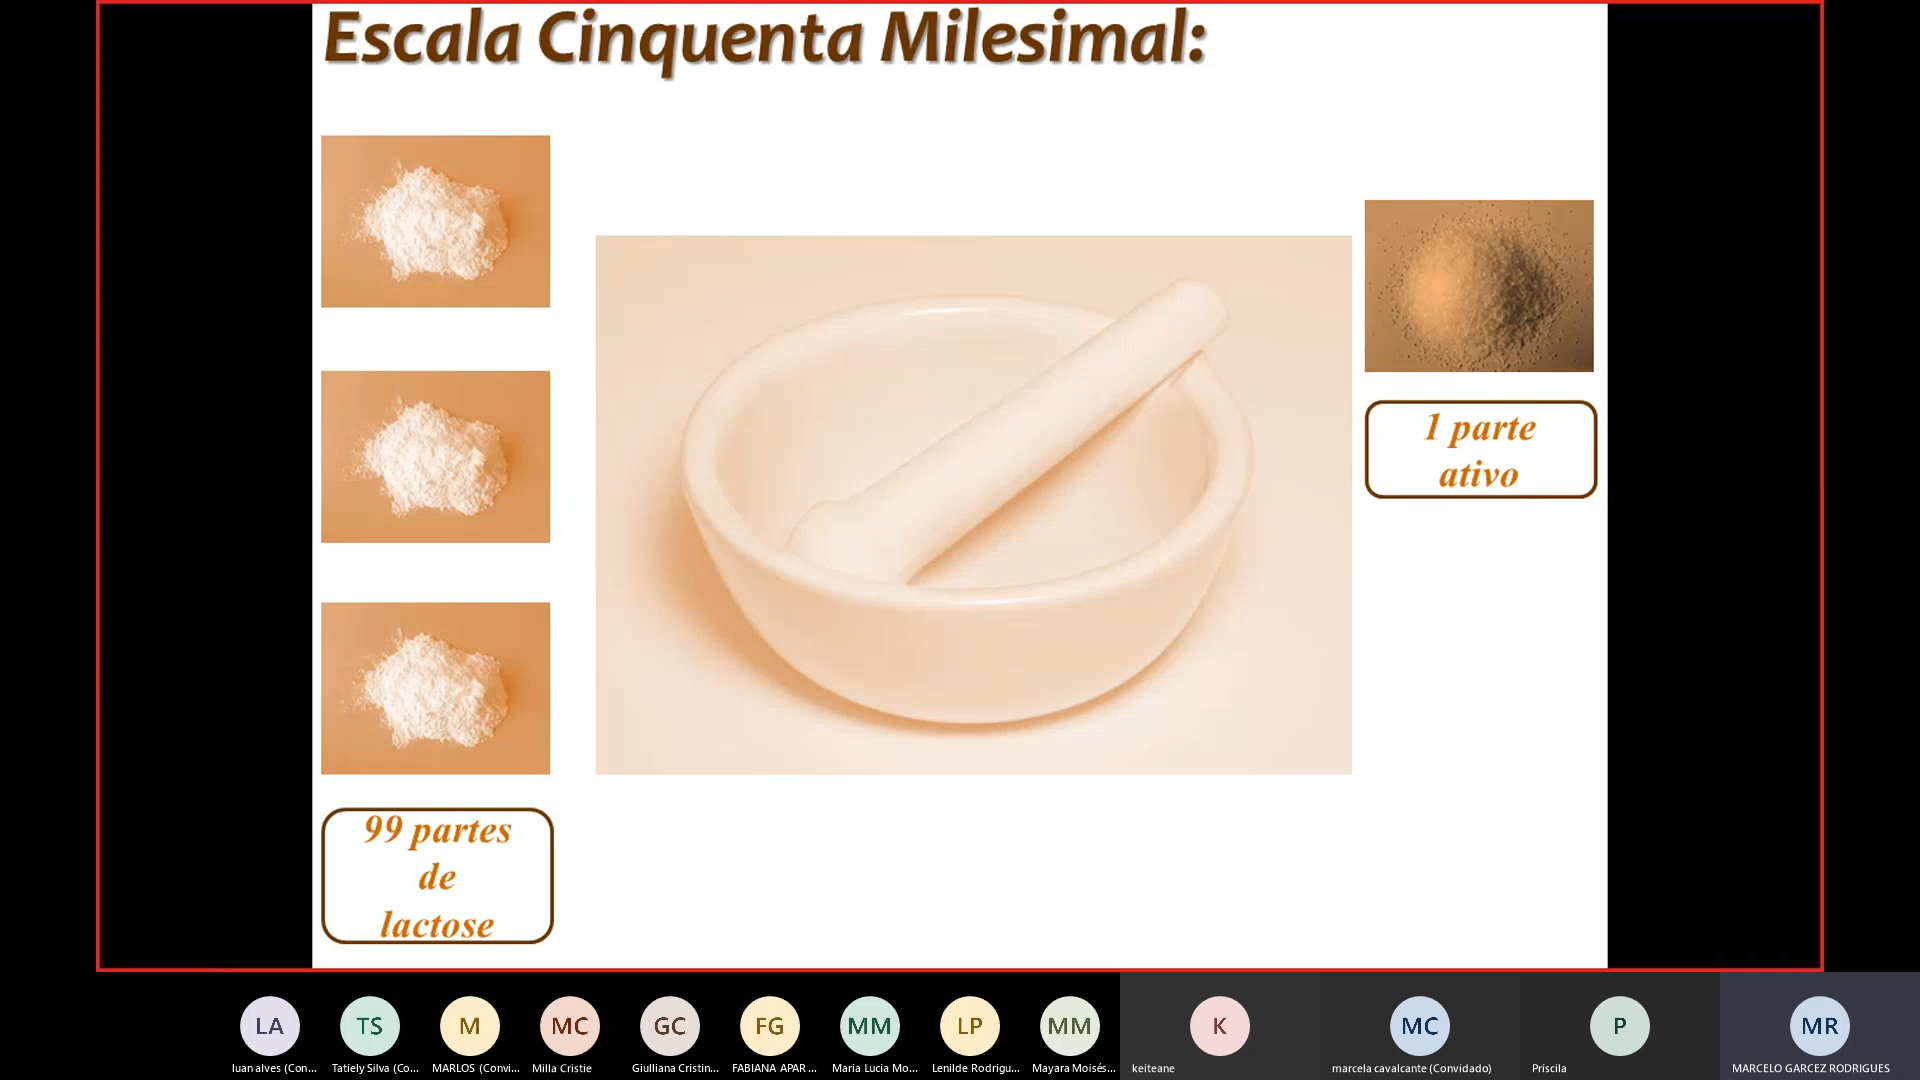 Escala Cinquenta Milesimal:
1 parte
ativo
99 partes
de
lactose
LA
TS
M
MC
GC
FG
MM
LP
MM
K
MC
P
MR
luan alves (Con...
Tatiely Silva (Co...
MARLOS (Convi...
Milla Cristie
Giulliana Cristin...
FABIANA APAR ...
Maria Lucia Mo...
Lenilde Rodrigu...
Mayara Moisés...
keiteane
marcela cavalcante (Convidado)
Priscila
MARCELO GARCEZ RODRIGUES